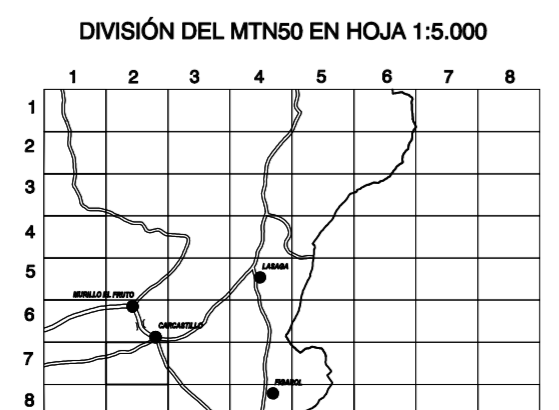 DIVISIÓN DEL MTN50 EN HOJA 1:5.000
1 2 3 4 5 6 7 8
1
2
3
4
5
LASAGA
MURILLO EL FRUTO
6
CARCASTILLO
7
FIGAROL
8